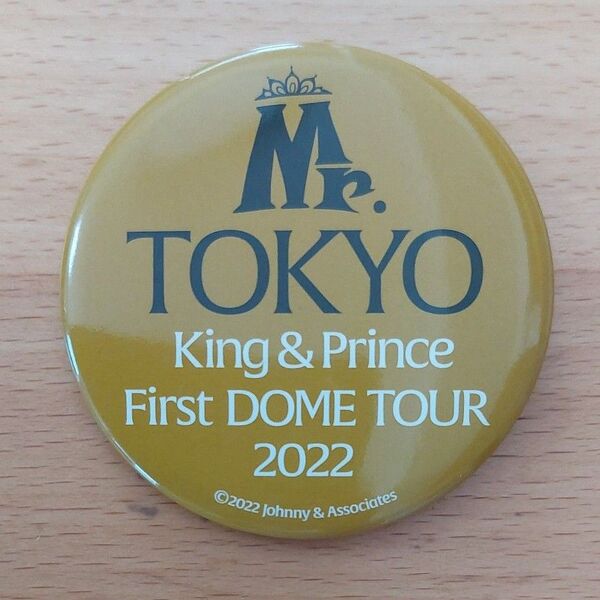 Mr.
TOKYO
King & Prince
First DOME TOUR
2022
©2022 Johnny & Associates